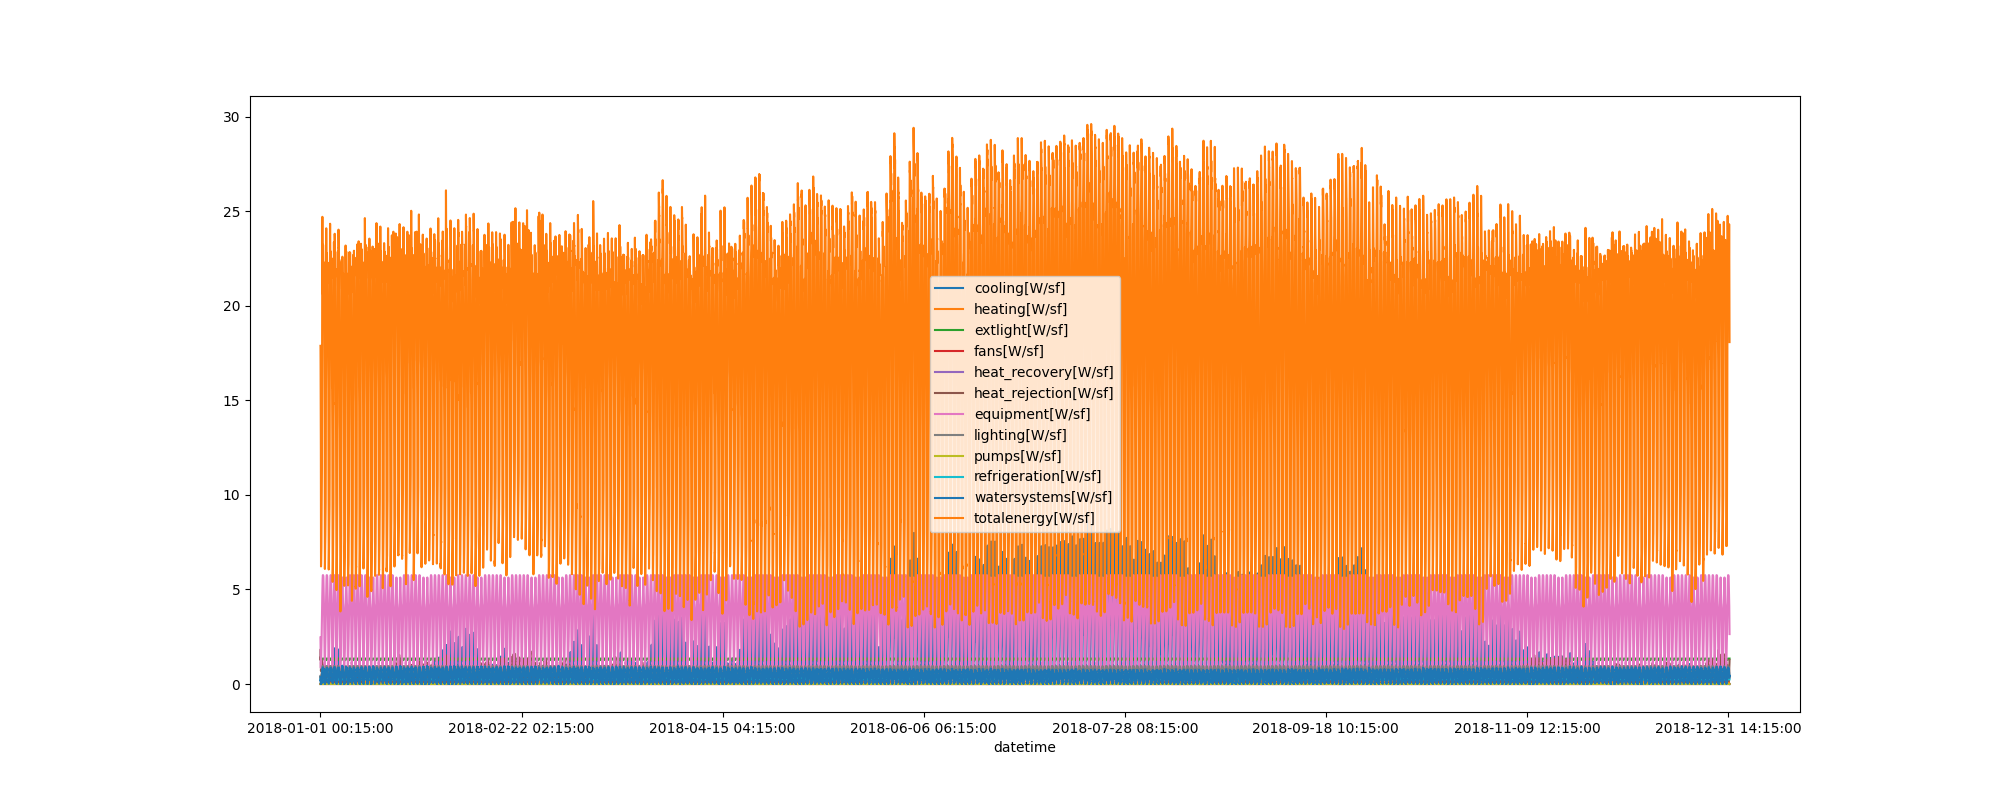 30
25
20
15
10
5
0
cooling[W/sf]
heating[W/sf]
extlight[W/sf]
fans[W/sf]
heat_recovery[W/sf]
heat_rejection[W/sf]
equipment[W/sf]
lighting[W/sf]
pumps[W/sf]
refrigeration[W/sf]
watersystems[W/sf]
totalenergy[W/sf]
2018-01-01 00:15:00 2018-02-22 02:15:00 2018-04-15 04:15:00 2018-06-06 06:15:00 2018-07-28 08:15:00 2018-09-18 10:15:00 2018-11-09 12:15:00 2018-12-31 14:15:00
datetime